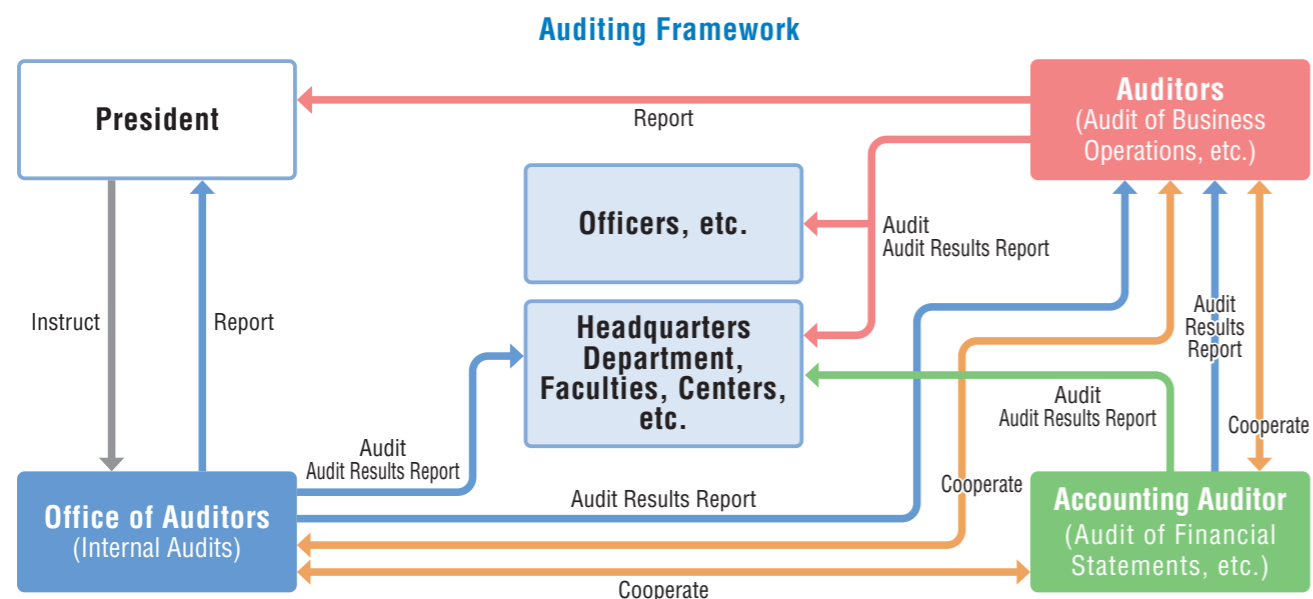 Auditing Framework
President
Auditors
(Audit of Business
Operations, etc.)
Report
Officers, etc.
Audit
Audit Results Report
Instruct
Report
Headquarters
Department,
Faculties, Centers,
etc.
Audit
Results
Report
Audit
Audit Results Report
Cooperate
Audit
Audit Results Report
Audit Results Report
Cooperate
Office of Auditors
(Internal Audits)
Accounting Auditor
(Audit of Financial
Statements, etc.)
Cooperate